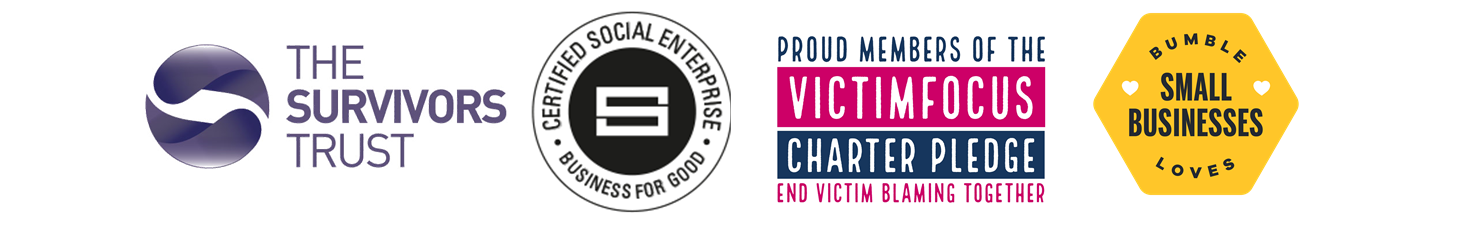 THE
SURVIVORS
TRUST
CERTIFIED SOCIAL ENTERPRISE
S
• BUSINESS FOR GOOD •
PROUD MEMBERS OF THE
VICTIMFOCUS
CHARTER PLEDGE
END VICTIM BLAMING TOGETHER
BUMBLE
SMALL
BUSINESSES
LOVES